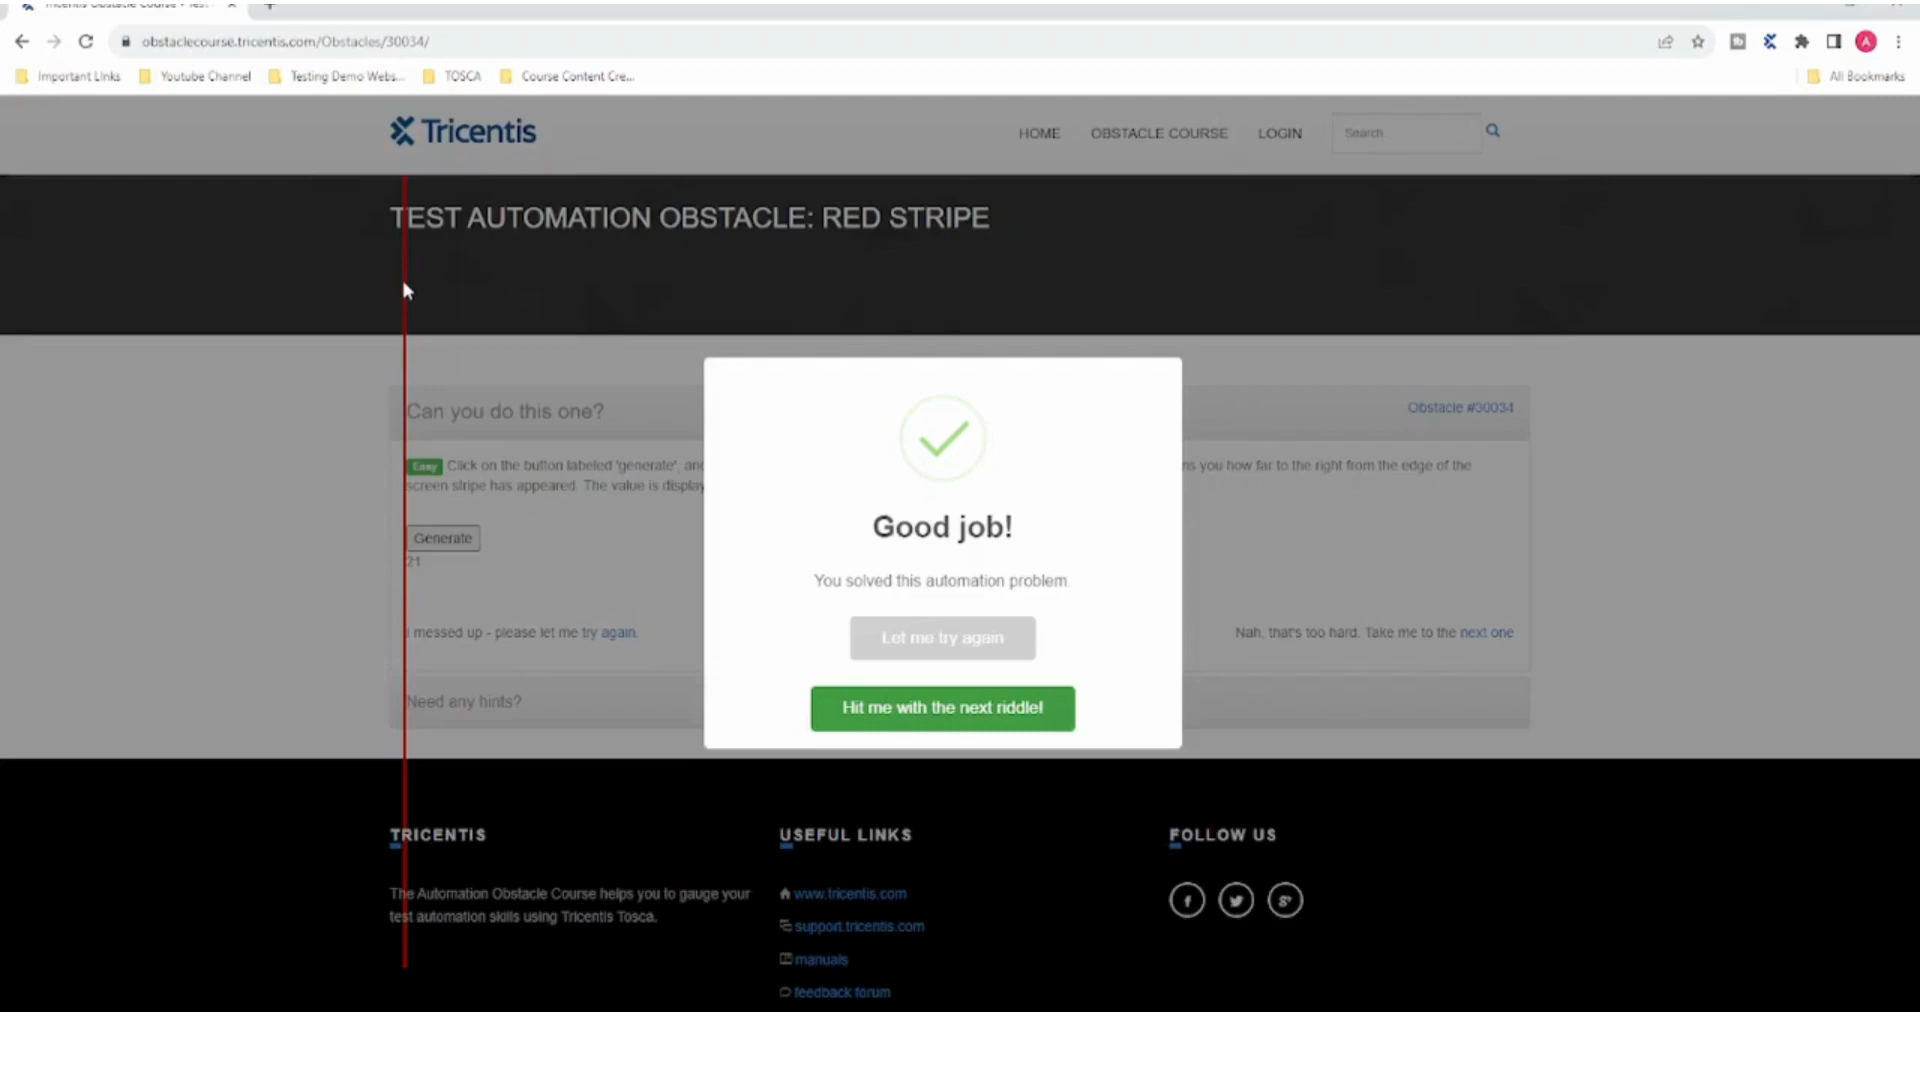 obstaclecourse.tricentis.com/Obstacles/30034/
Important Links Youtube Channel Testing Demo Webs... TOSCA Course Content Cre... All Bookmarks
Tricentis
HOME OBSTACLE COURSE LOGIN Search
TEST AUTOMATION OBSTACLE: RED STRIPE
Can you do this one? Obstacle #30034
Easy Click on the button labeled 'generate', and
ns you how far to the right from the edge of the
screen stripe has appeared. The value is display
Generate
21
I messed up - please let me try again.
Nah, that's too hard. Take me to the next one
Need any hints?
Good job!
You solved this automation problem.
Let me try again
Hit me with the next riddle!
TRICENTIS
The Automation Obstacle Course helps you to gauge your
test automation skills using Tricentis Tosca.
USEFUL LINKS
www.tricentis.com
support.tricentis.com
manuals
feedback forum
FOLLOW US